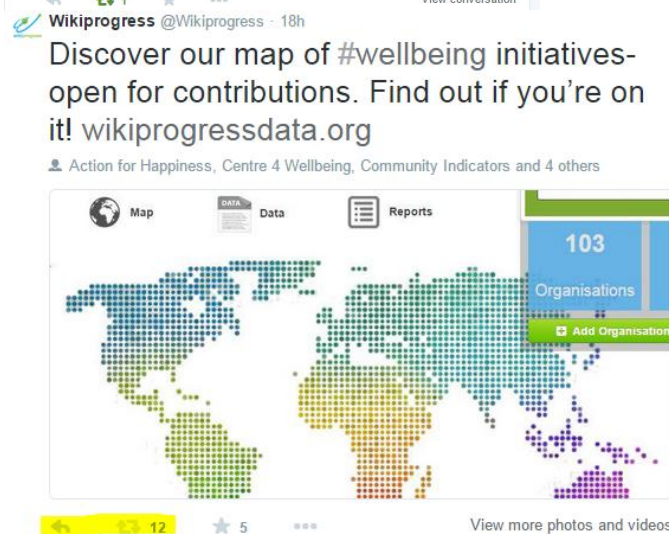 View conversation
Wikiprogress @Wikiprogress · 18h
Discover our map of #wellbeing initiatives-
open for contributions. Find out if you’re on
it! wikiprogressdata.org
Action for Happiness, Centre 4 Wellbeing, Community Indicators and 4 others
Map
DATA
Data
Reports
103
Organisations
Add Organisation
12
5
View more photos and videos